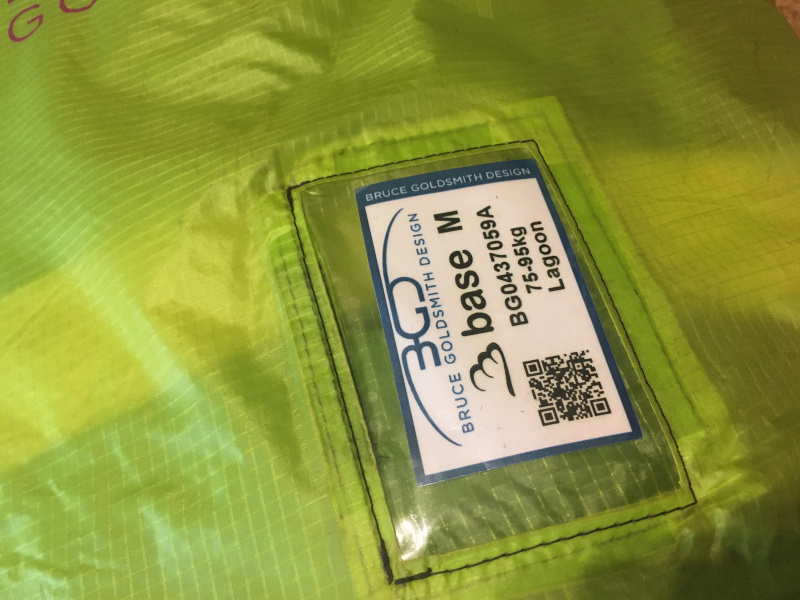 BRUCE GOLDSMITH DESIGN
BGD
BRUCE GOLDSMITH DESIGN
base M
BG0437059A
75-95kg
Lagoon